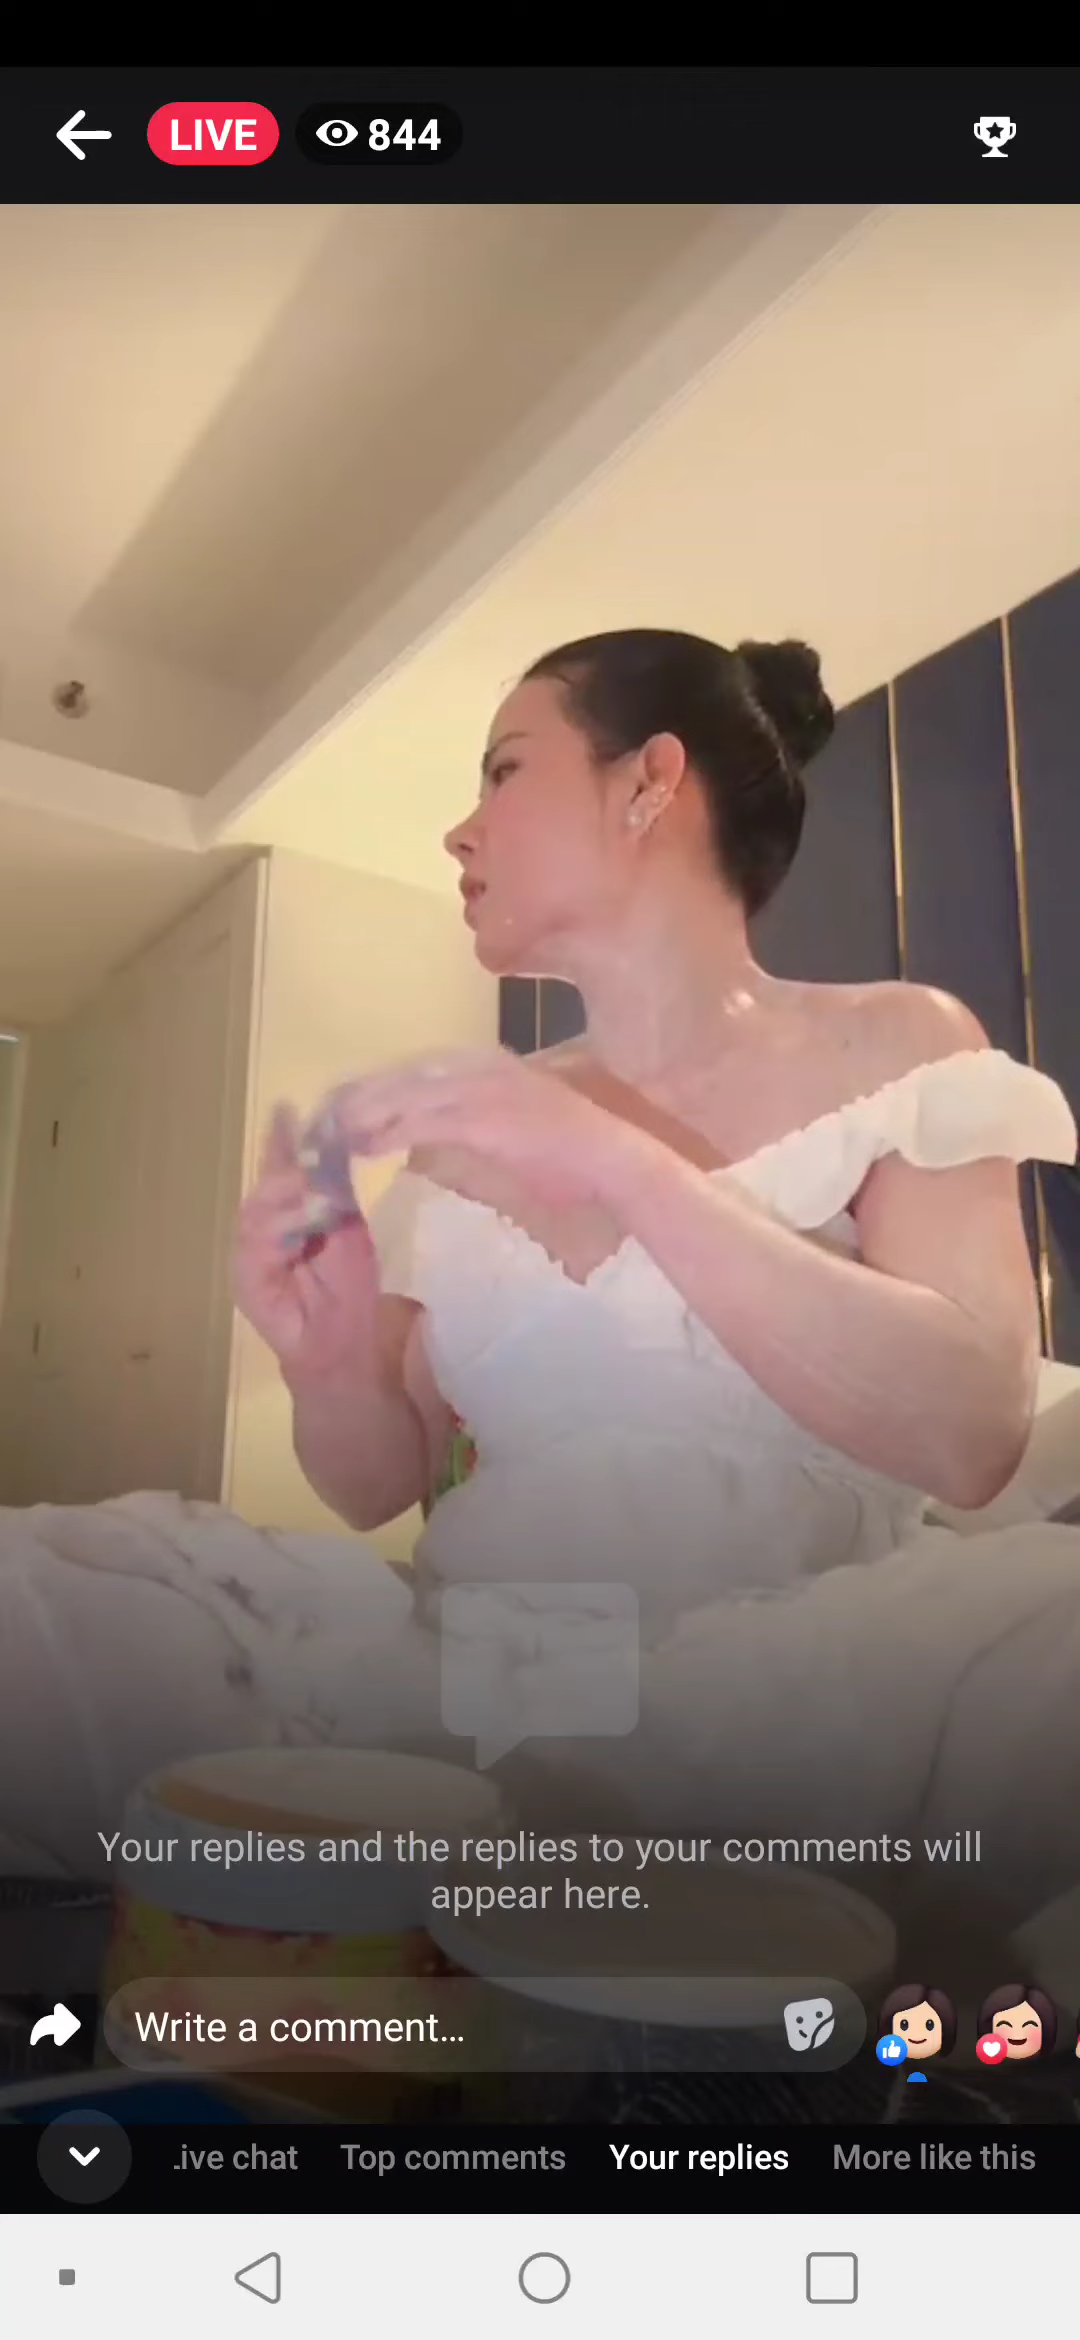 LIVE 844
Your replies and the replies to your comments will
appear here.
Write a comment...
.ive chat Top comments Your replies More like this